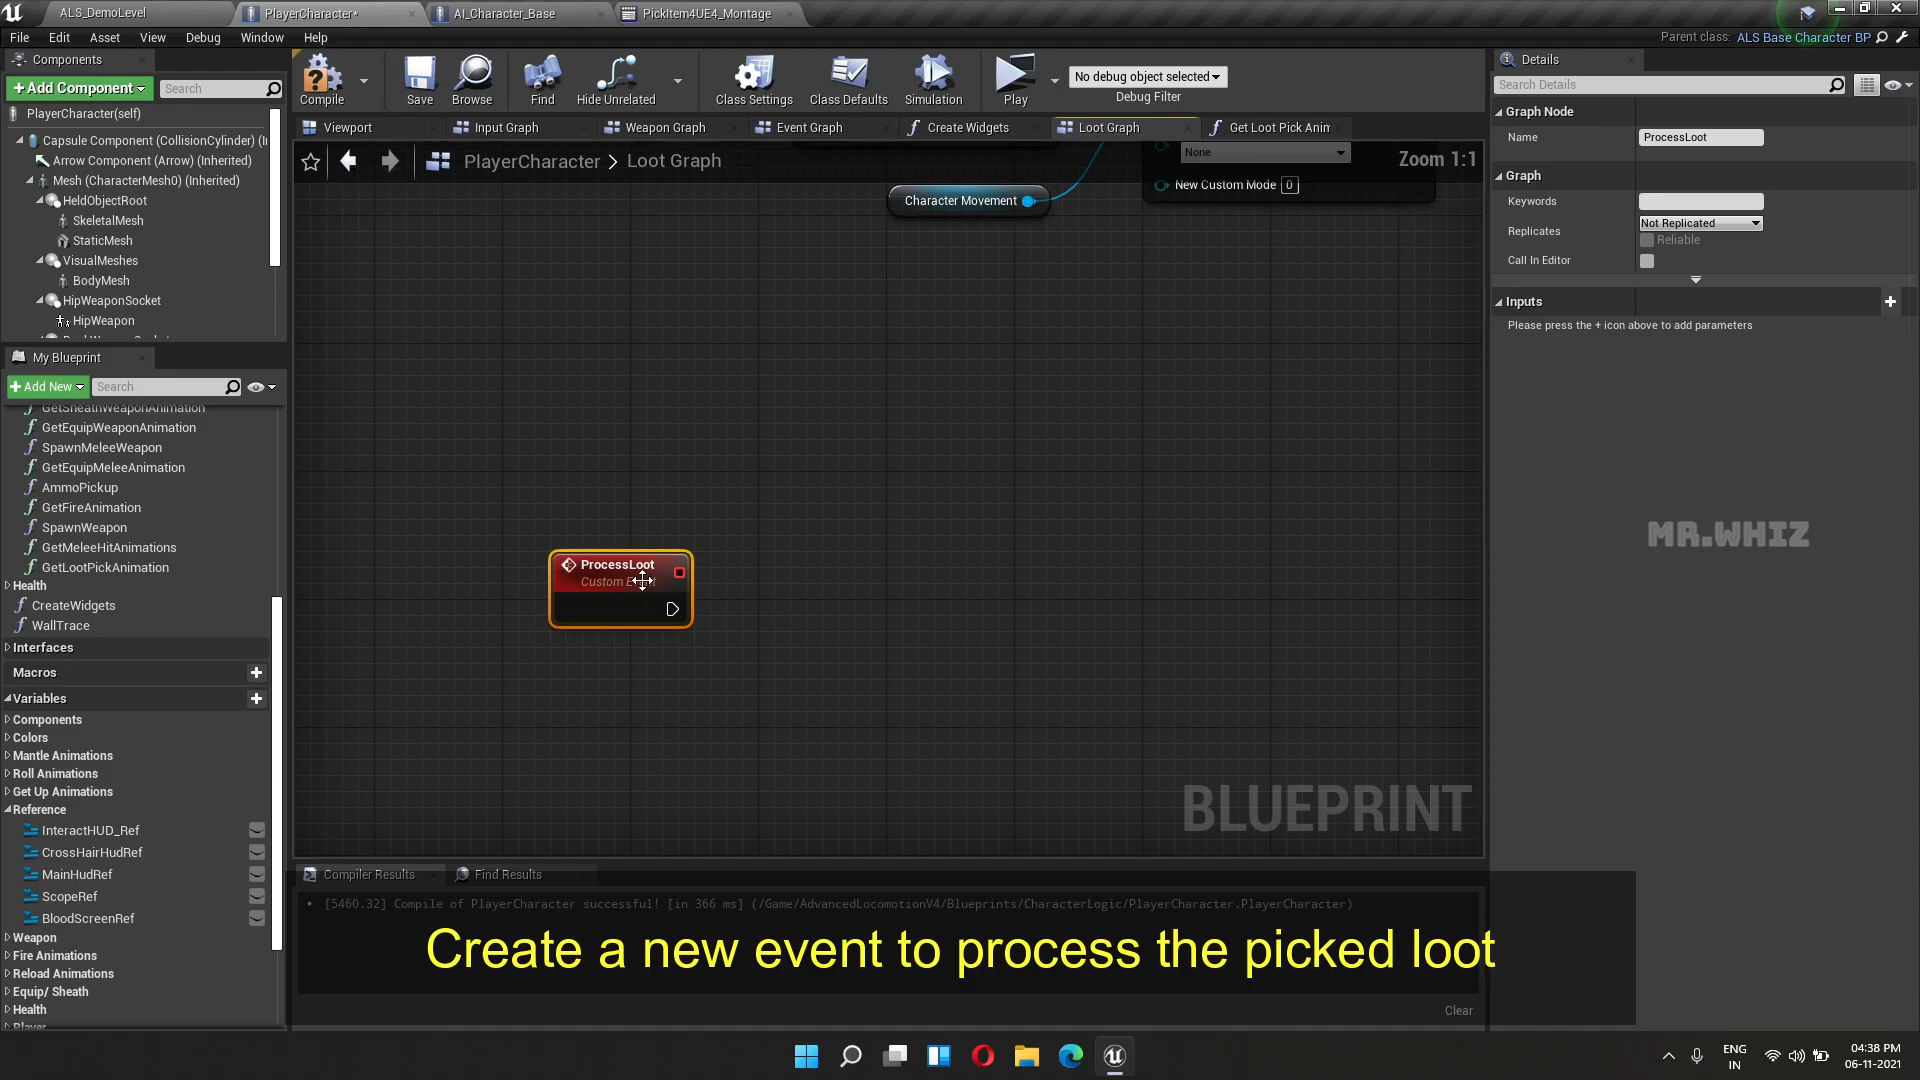 ALS_DemoLevel
PlayerCharacter*
AI_Character_Base
PickItem4UE4_Montage
File Edit Asset View Debug Window Help
Parent class: ALS Base Character BP
Components
+Add Component
Search
PlayerCharacter(self)
Capsule Component (CollisionCylinder) (I
Arrow Component (Arrow) (Inherited)
Mesh (CharacterMesh0) (Inherited)
HeldObjectRoot
SkeletalMesh
StaticMesh
VisualMeshes
BodyMesh
HipWeaponSocket
HipWeapon
My Blueprint
+Add New
Search
GetSheathWeaponAnimation
GetEquipWeaponAnimation
SpawnMeleeWeapon
GetEquipMeleeAnimation
AmmoPickup
GetFireAnimation
SpawnWeapon
GetMeleeHitAnimations
GetLootPickAnimation
Health
CreateWidgets
WallTrace
Interfaces
Macros
Variables
Components
Colors
Mantle Animations
Roll Animations
Get Up Animations
Reference
InteractHUD_Ref
CrossHairHudRef
MainHudRef
ScopeRef
BloodScreenRef
Weapon
Fire Animations
Reload Animations
Equip/ Sheath
Health
Player
Compile
Save
Browse
Find
Hide Unrelated
Class Settings
Class Defaults
Simulation
Play
No debug object selected
Debug Filter
Viewport
Input Graph
Weapon Graph
Event Graph
Create Widgets
Loot Graph
Get Loot Pick Anim
PlayerCharacter > Loot Graph
Zoom 1:1
None
New Custom Mode 0
Character Movement
ProcessLoot
Custom Event
BLUEPRINT
Compiler Results
Find Results
[5460.32] Compile of PlayerCharacter successful! [in 366 ms] (/Game/AdvancedLocomotionV4/Blueprints/CharacterLogic/PlayerCharacter.PlayerCharacter)
Create a new event to process the picked loot
Clear
Details
Search Details
Graph Node
Name ProcessLoot
Graph
Keywords
Replicates Not Replicated
Reliable
Call In Editor
Inputs
Please press the + icon above to add parameters
MR.WHIZ
ENG
IN
04:38 PM
06-11-2021